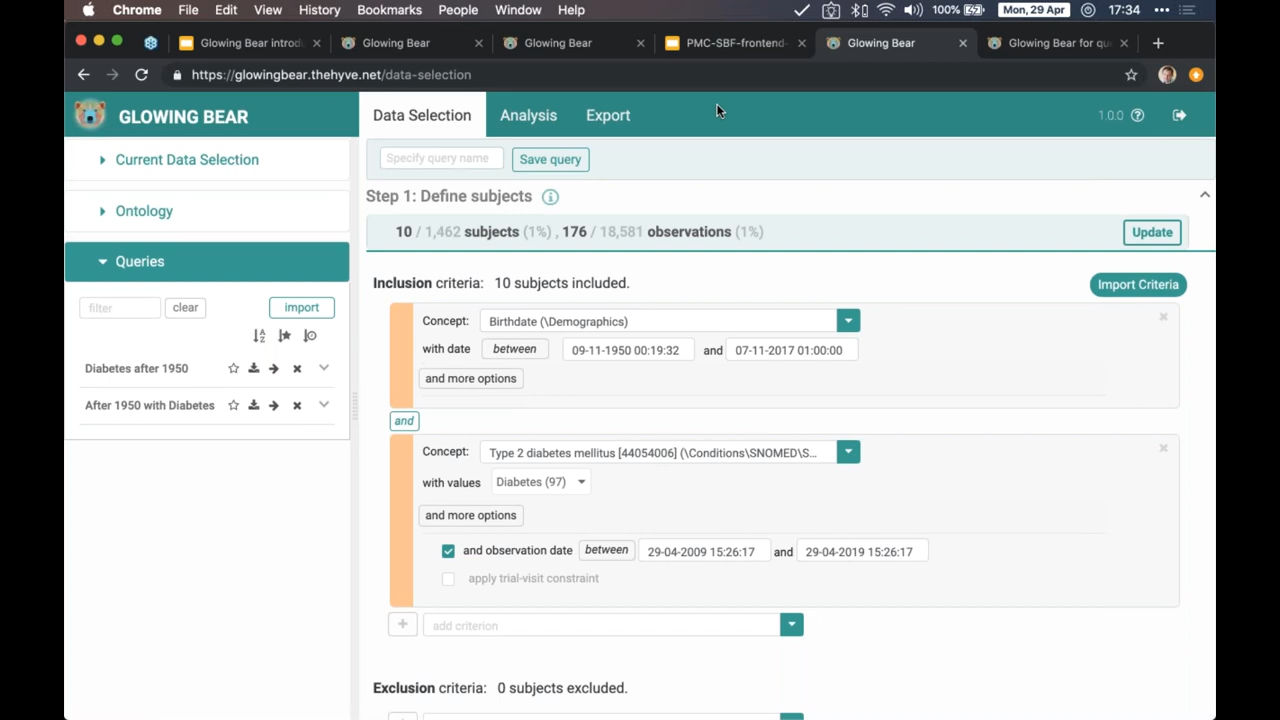 Chrome File Edit View History Bookmarks People Window Help 100% Mon, 29 Apr 17:34
Glowing Bear introd Glowing Bear Glowing Bear PMC-SBF-frontend- Glowing Bear Glowing Bear for qu
https://glowingbear.thehyve.net/data-selection
GLOWING BEAR Data Selection Analysis Export 1.0.0
Current Data Selection
Specify query name Save query
Step 1: Define subjects
Ontology
10 / 1,462 subjects (1%) , 176 / 18,581 observations (1%) Update
Queries
Inclusion criteria: 10 subjects included. Import Criteria
filter clear import
Concept: Birthdate (\Demographics)
with date between 09-11-1950 00:19:32 and 07-11-2017 01:00:00
Diabetes after 1950
and more options
After 1950 with Diabetes
and
Concept: Type 2 diabetes mellitus [44054006] (\Conditions\SNOMED\S...
with values Diabetes (97)
and more options
and observation date between 29-04-2009 15:26:17 and 29-04-2019 15:26:17
apply trial-visit constraint
+ add criterion
Exclusion criteria: 0 subjects excluded.